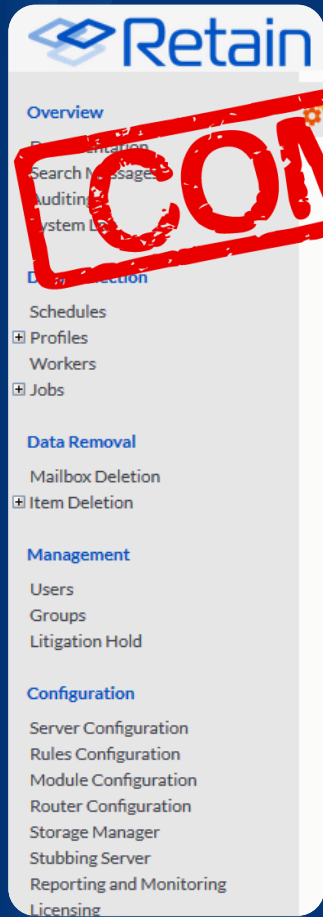 Retain
Overview
Search Messages
Auditing
System
Schedules
Profiles
Workers
Jobs
Data Removal
Mailbox Deletion
Item Deletion
Management
Users
Groups
Litigation Hold
Configuration
Server Configuration
Rules Configuration
Module Configuration
Router Configuration
Storage Manager
Stubbing Server
Reporting and Monitoring
Licensing